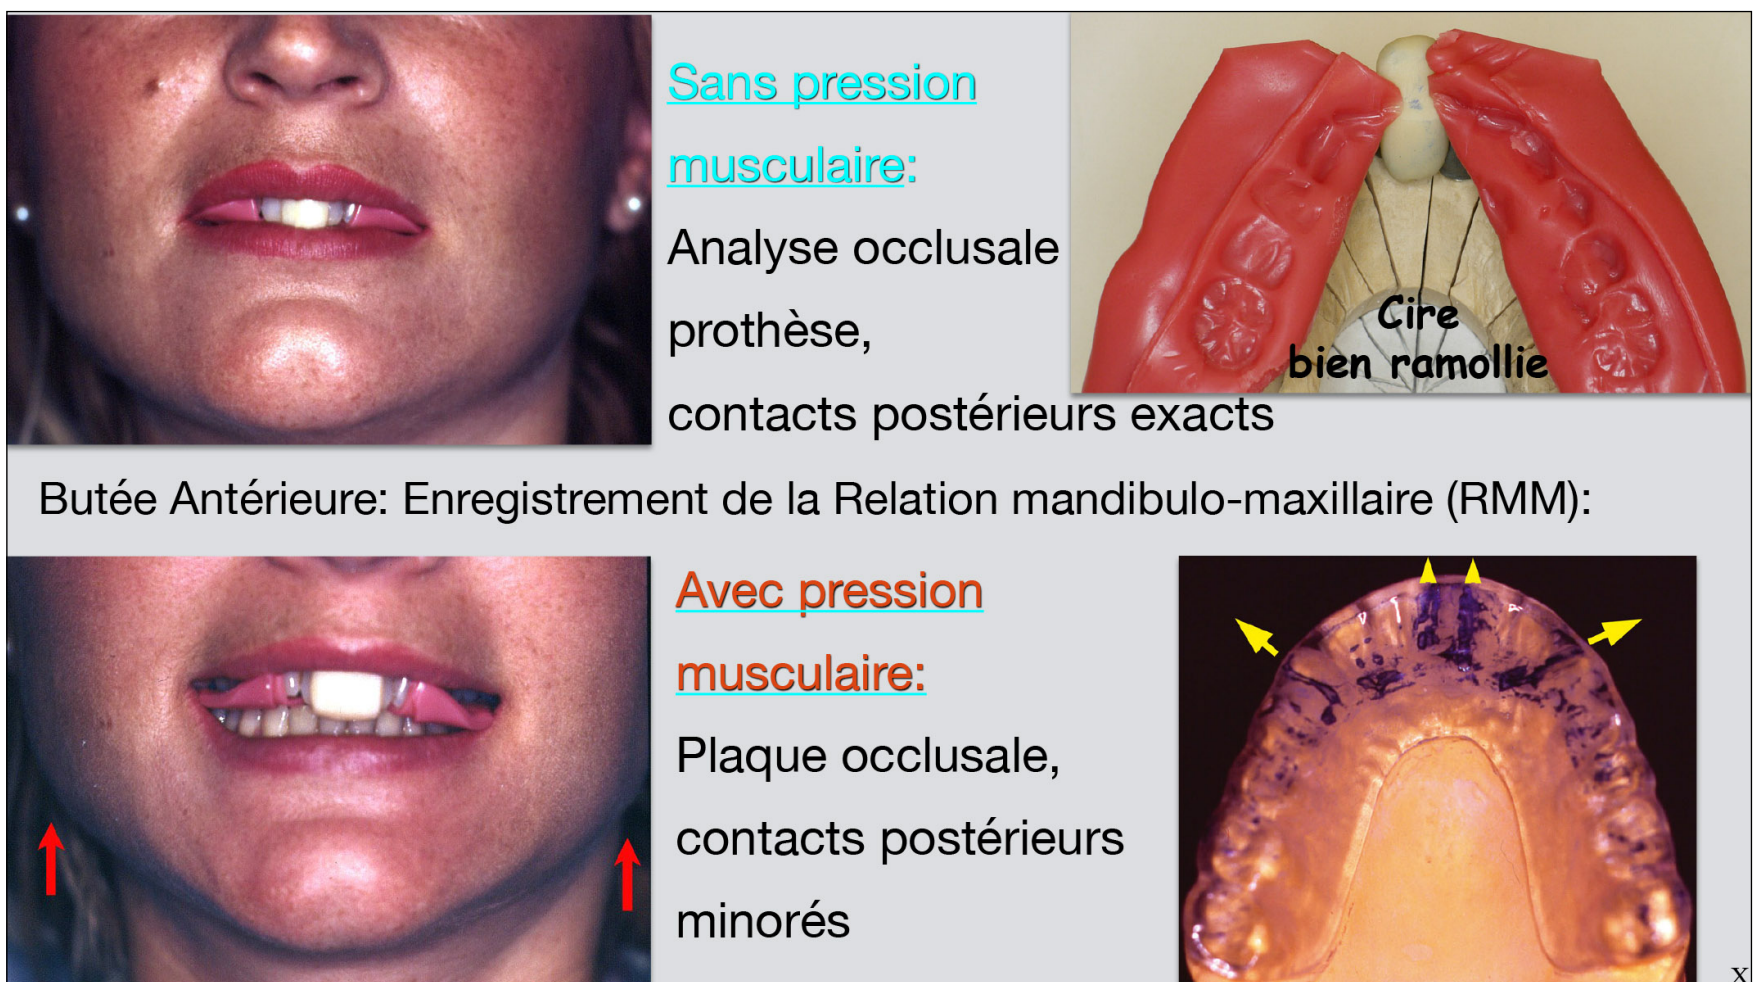 Sans pression
musculaire:
Analyse occlusale
prothèse,
contacts postérieurs exacts
Cire
bien ramollie
Butée Antérieure: Enregistrement de la Relation mandibulo-maxillaire (RMM):
Avec pression
musculaire:
Plaque occlusale,
contacts postérieurs
minorés
x